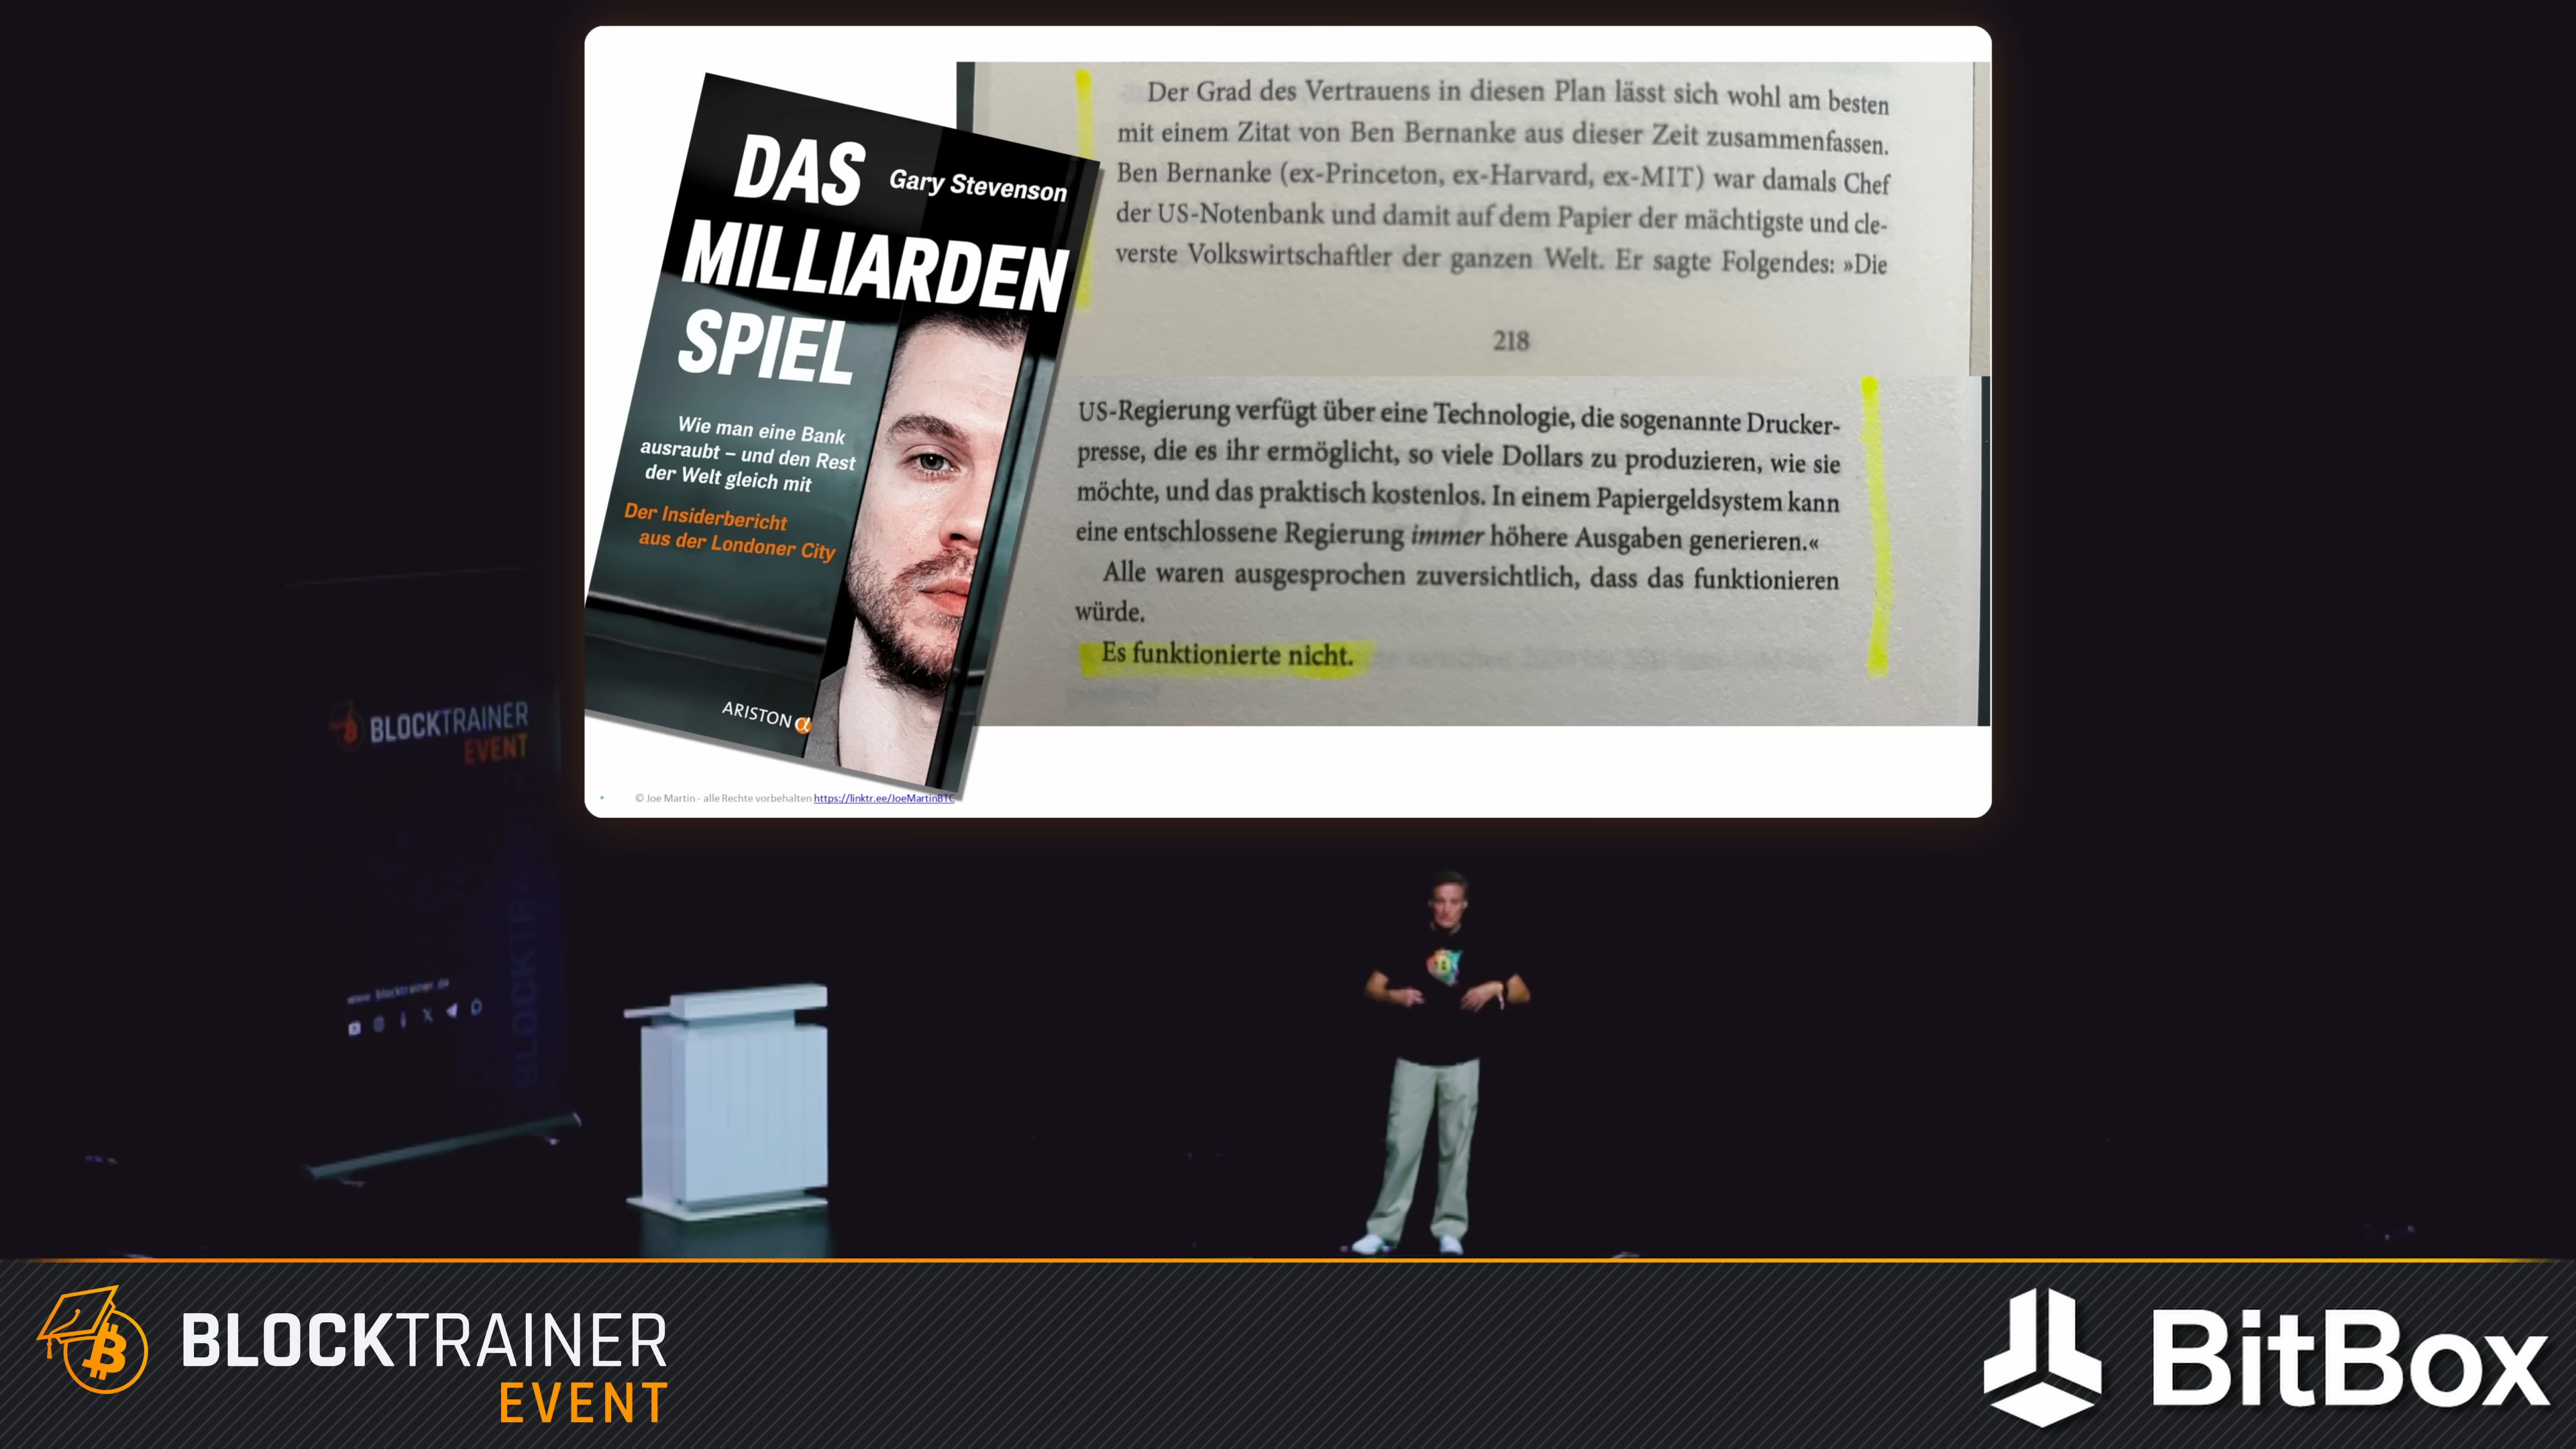 DAS
Gary Stevenson
MILLIARDEN
SPIEL
Wie man eine Bank
ausraubt – und den Rest
der Welt gleich mit
Der Insiderbericht
aus der Londoner City
ARISTON
Der Grad des Vertrauens in diesen Plan lässt sich wohl am besten
mit einem Zitat von Ben Bernanke aus dieser Zeit zusammenfassen.
Ben Bernanke (ex-Princeton, ex-Harvard, ex-MIT) war damals Chef
der US-Notenbank und damit auf dem Papier der mächtigste und cle-
verste Volkswirtschaftler der ganzen Welt. Er sagte Folgendes: »Die
218
US-Regierung verfügt über eine Technologie, die sogenannte Drucker-
presse, die es ihr ermöglicht, so viele Dollars zu produzieren, wie sie
möchte, und das praktisch kostenlos. In einem Papiergeldsystem kann
eine entschlossene Regierung immer höhere Ausgaben generieren.«
Alle waren ausgesprochen zuversichtlich, dass das funktionieren
würde.
Es funktionierte nicht.
© Joe Martin - alle Rechte vorbehalten https://linktr.ee/JoeMartinBTC
BLOCKTRAINER
EVENT
www.blocktrainer.de
BLOCKTRAINER
BLOCKTRAINER
EVENT
BitBox